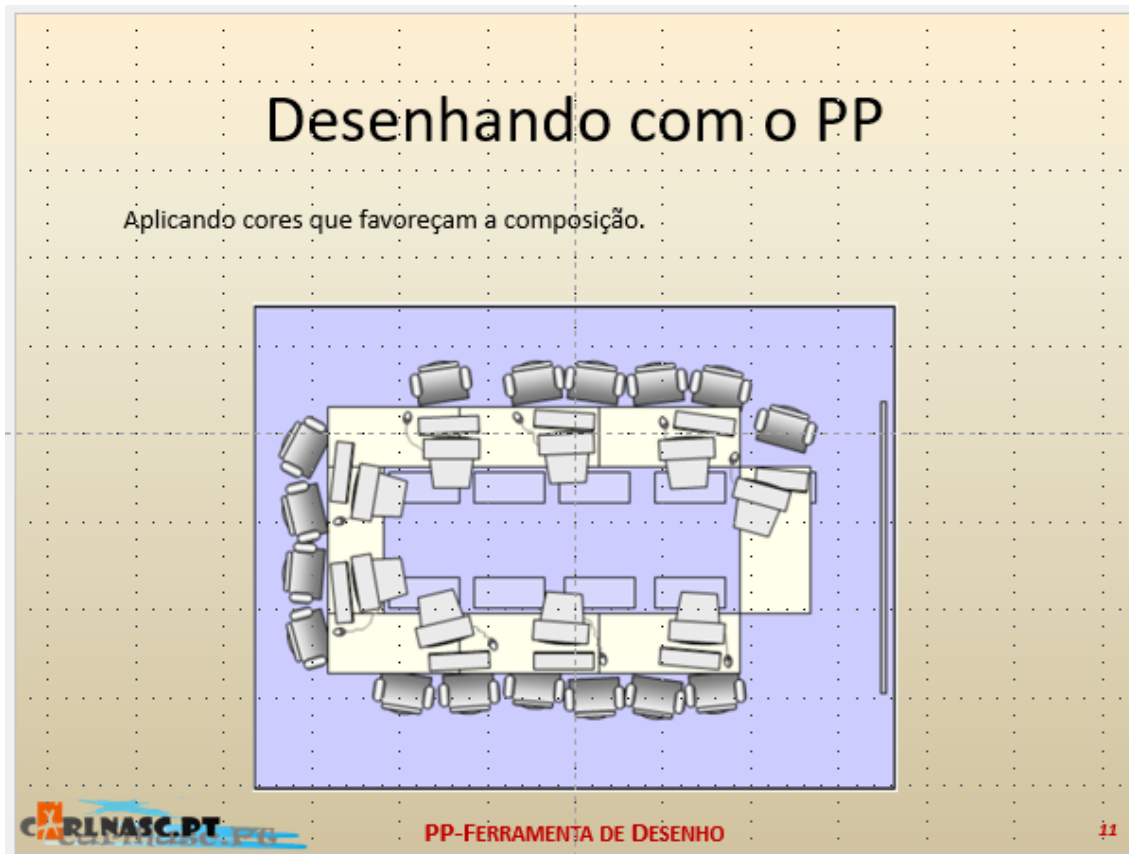 Desenhando com o PP
Aplicando cores que favoreçam a composição.
CARLNASC.PT
PP-FERRAMENTA DE DESENHO
11